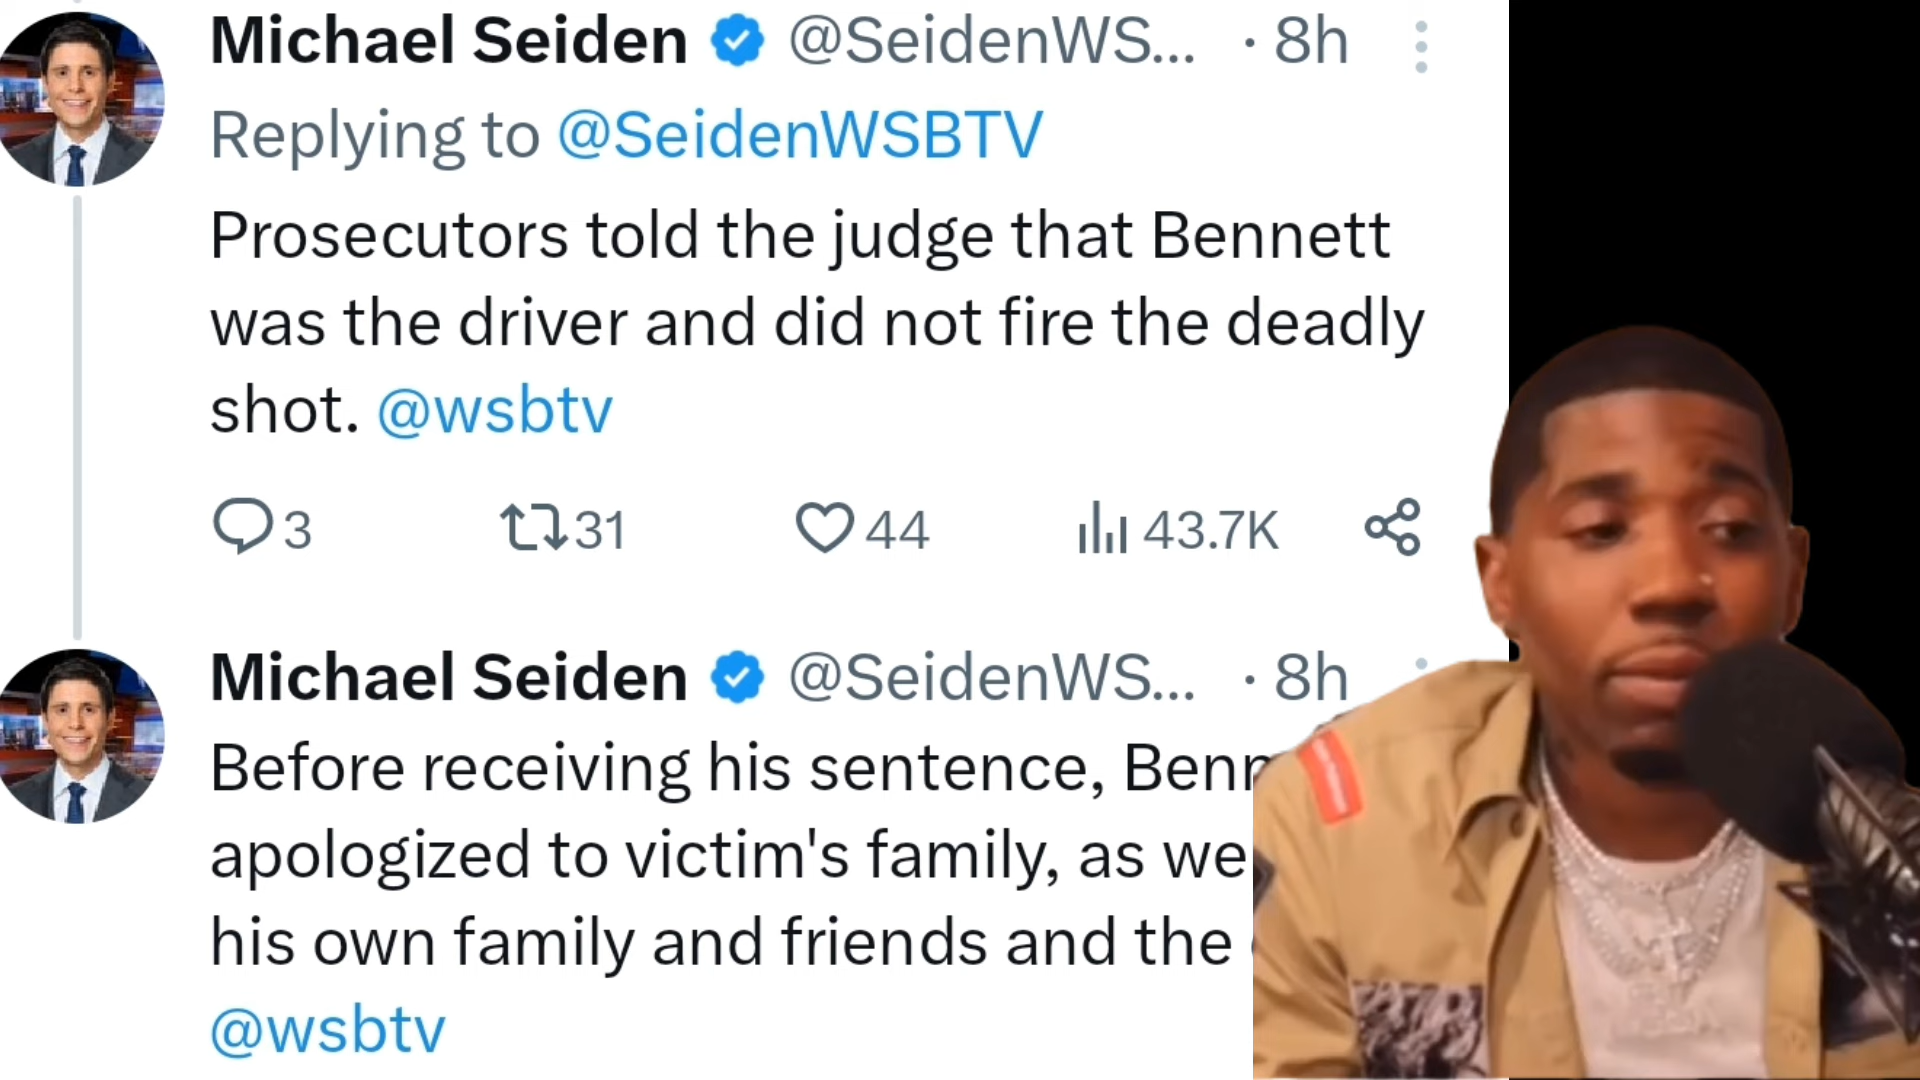 Michael Seiden @SeidenWS... · 8h
Replying to @SeidenWSBTV
Prosecutors told the judge that Bennett
was the driver and did not fire the deadly
shot. @wsbtv
3 31 44 43.7K
Michael Seiden @SeidenWS... · 8h
Before receiving his sentence, Benn
apologized to victim's family, as we
his own family and friends and the
@wsbtv